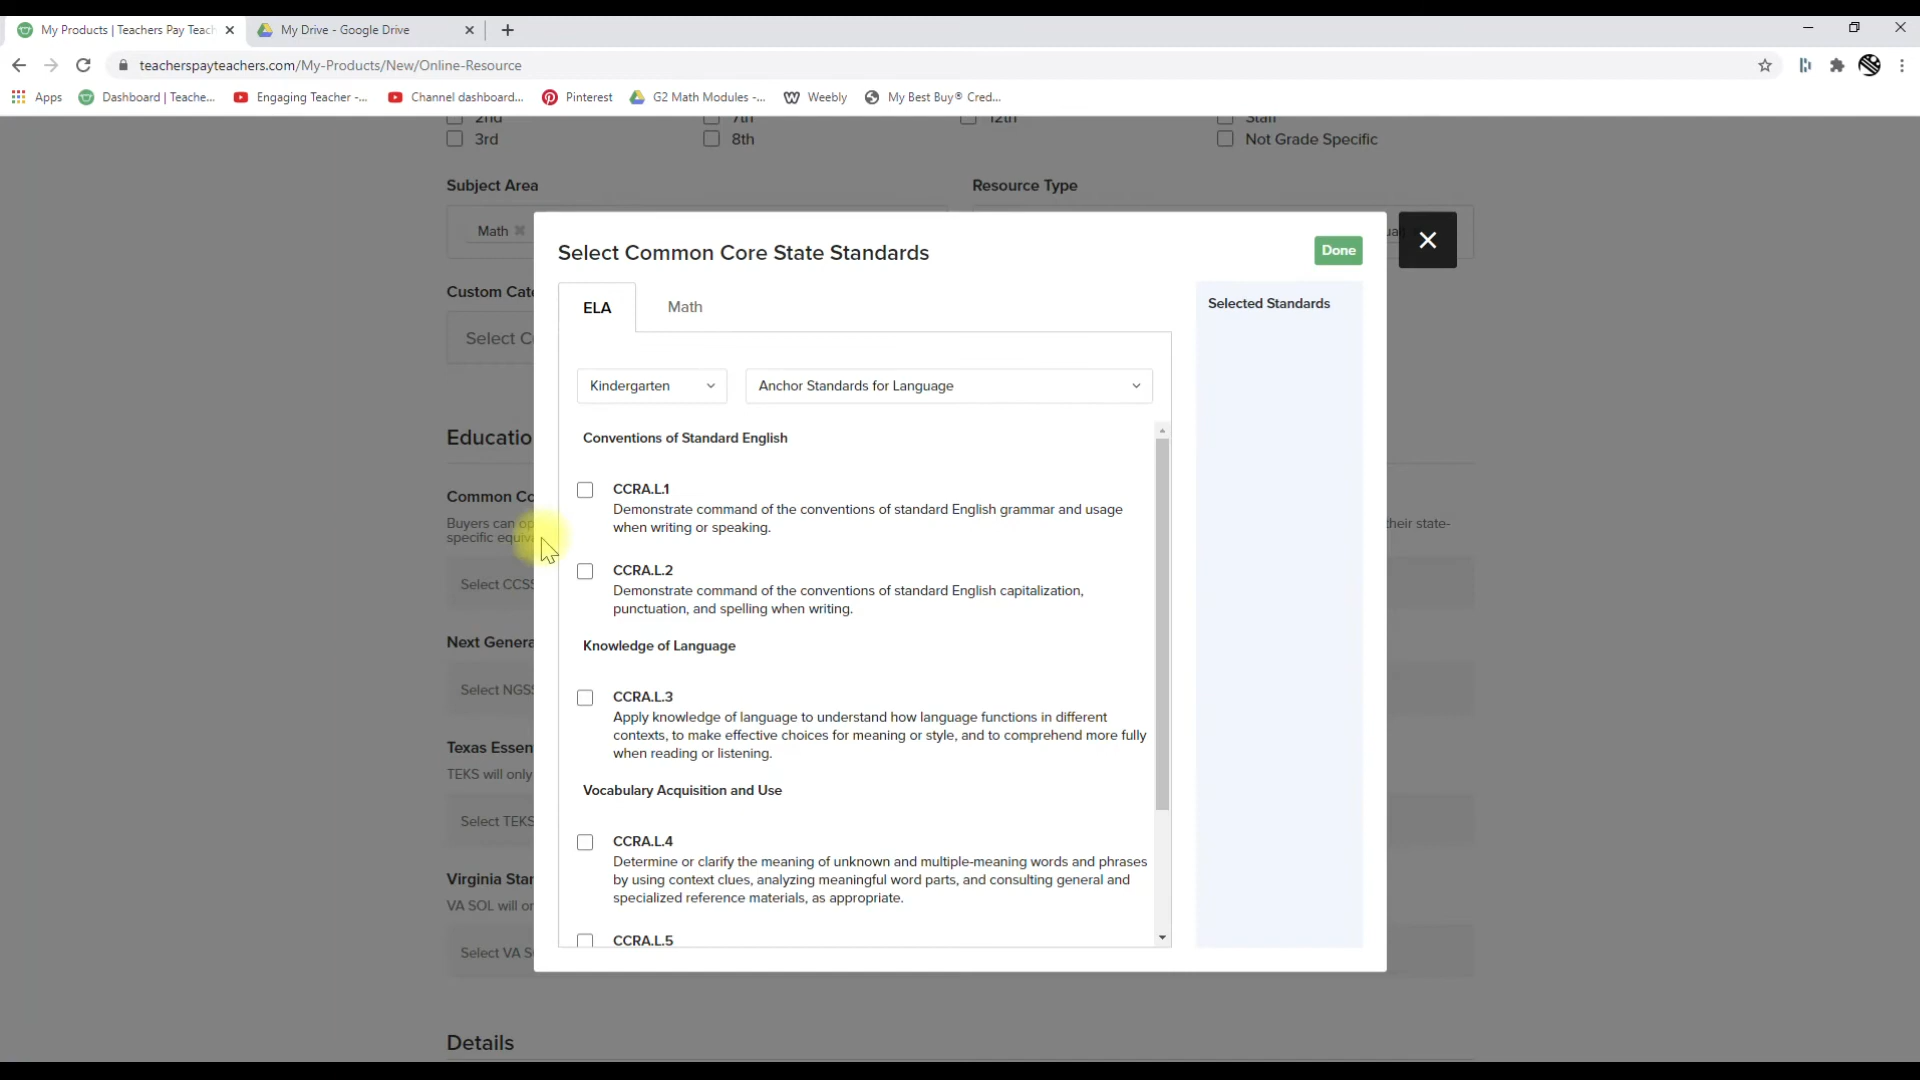 My Products | Teachers Pay Teach
My Drive - Google Drive
teacherspayteachers.com/My-Products/New/Online-Resource
Apps
Dashboard | Teache...
Engaging Teacher -...
Channel dashboard...
Pinterest
G2 Math Modules -...
Weebly
My Best Buy® Cred...
2nd
7th
12th
Staff
3rd
8th
Not Grade Specific
Subject Area
Resource Type
Math
Select Common Core State Standards
Done
Custom Cat
ELA
Math
Selected Standards
Select C
Kindergarten
Anchor Standards for Language
Educatio
Conventions of Standard English
Common Co
CCRA.L.1
Demonstrate command of the conventions of standard English grammar and usage
when writing or speaking.
Buyers can op
their state-
specific equiv
CCRA.L.2
Demonstrate command of the conventions of standard English capitalization,
punctuation, and spelling when writing.
Select CCSS
Next Genera
Knowledge of Language
Select NGSS
CCRA.L.3
Apply knowledge of language to understand how language functions in different
contexts, to make effective choices for meaning or style, and to comprehend more fully
when reading or listening.
Texas Essen
TEKS will only
Vocabulary Acquisition and Use
Select TEKS
CCRA.L.4
Determine or clarify the meaning of unknown and multiple-meaning words and phrases
by using context clues, analyzing meaningful word parts, and consulting general and
specialized reference materials, as appropriate.
Virginia Star
VA SOL will or
Select VA S
CCRA.L.5
Details